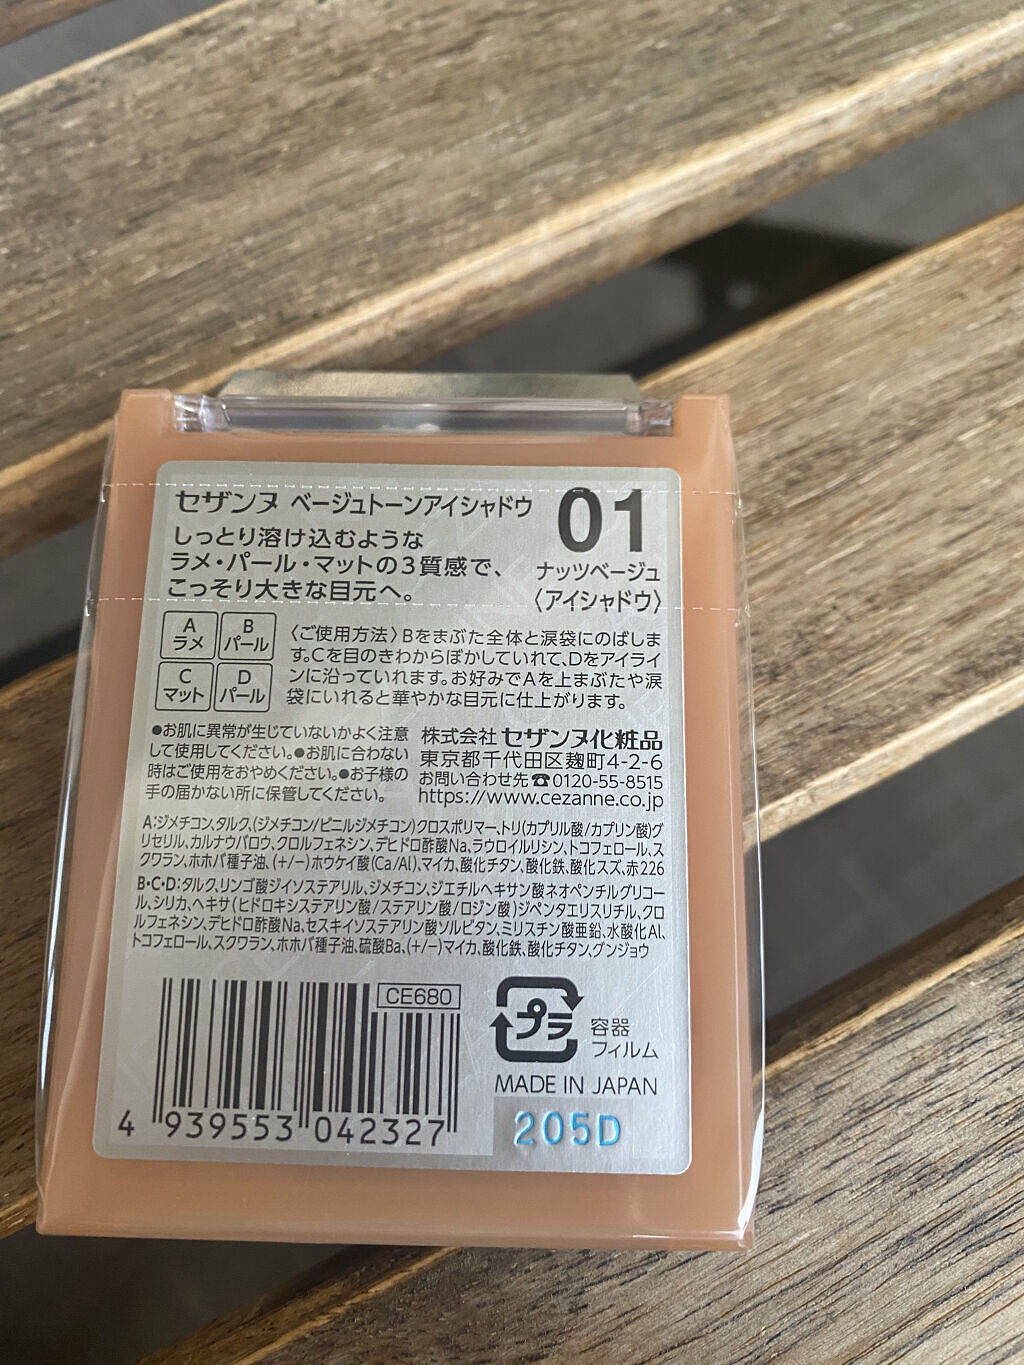 セザンヌ ベージュトーンアイシャドウ
01
ナッツベージュ
〈アイシャドウ〉
しっとり溶け込むような
ラメ・パール・マットの3質感で、
こっそり大きな目元へ。
A
ラメ
B
パール
C
マット
D
パール
〈ご使用方法〉Bをまぶた全体と涙袋にのばしま
す。Cを目のきわからぼかしていれて、Dをアイライ
ンに沿っていれます。お好みでAを上まぶたや涙
袋にいれると華やかな目元に仕上がります。
●お肌に異常が生じていないかよく注意
して使用してください。●お肌に合わない
時はご使用をおやめください。●お子様の
手の届かない所に保管してください。
株式会社 セザンヌ化粧品
東京都千代田区麹町4-2-6
お問い合わせ先☎0120-55-8515
https://www.cezanne.co.jp
A:ジメチコン、タルク、(ジメチコン/ビニルジメチコン)クロスポリマー、トリ(カプリル酸/カプリン酸)グ
リセリル、カルナウバロウ、クロルフェネシン、デヒドロ酢酸Na、ラウロイルリシン、トコフェロール、ス
クワラン、ホホバ種子油、(+/−)ホウケイ酸(Ca/Al)、マイカ、酸化チタン、酸化鉄、酸化スズ、赤226
B・C・D:タルク、リンゴ酸ジイソステアリル、ジメチコン、ジエチルヘキサン酸ネオペンチルグリコー
ル、シリカ、ヘキサ(ヒドロキシステアリン酸/ステアリン酸/ロジン酸)ジペンタエリスリチル、クロ
ルフェネシン、デヒドロ酢酸Na、セスキイソステアリン酸ソルビタン、ミリスチン酸亜鉛、水酸化Al、
トコフェロール、スクワラン、ホホバ種子油、硫酸Ba、(+/−)マイカ、酸化鉄、酸化チタン、グンジョウ
CE680
プラ
容器
フィルム
MADE IN JAPAN
4 939553 042327
205D